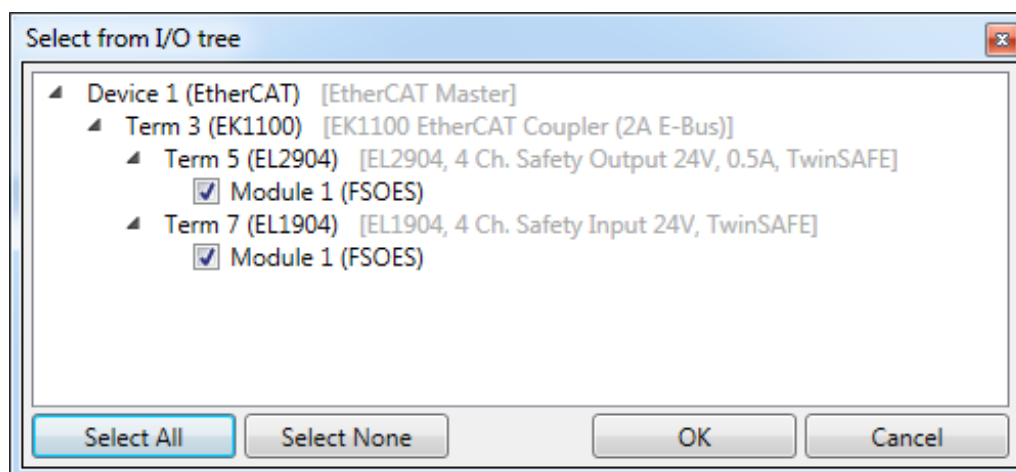 Select from I/O tree
Device 1 (EtherCAT) [EtherCAT Master]
Term 3 (EK1100) [EK1100 EtherCAT Coupler (2A E-Bus)]
Term 5 (EL2904) [EL2904, 4 Ch. Safety Output 24V, 0.5A, TwinSAFE]
Module 1 (FSOES)
Term 7 (EL1904) [EL1904, 4 Ch. Safety Input 24V, TwinSAFE]
Module 1 (FSOES)
Select All Select None OK Cancel